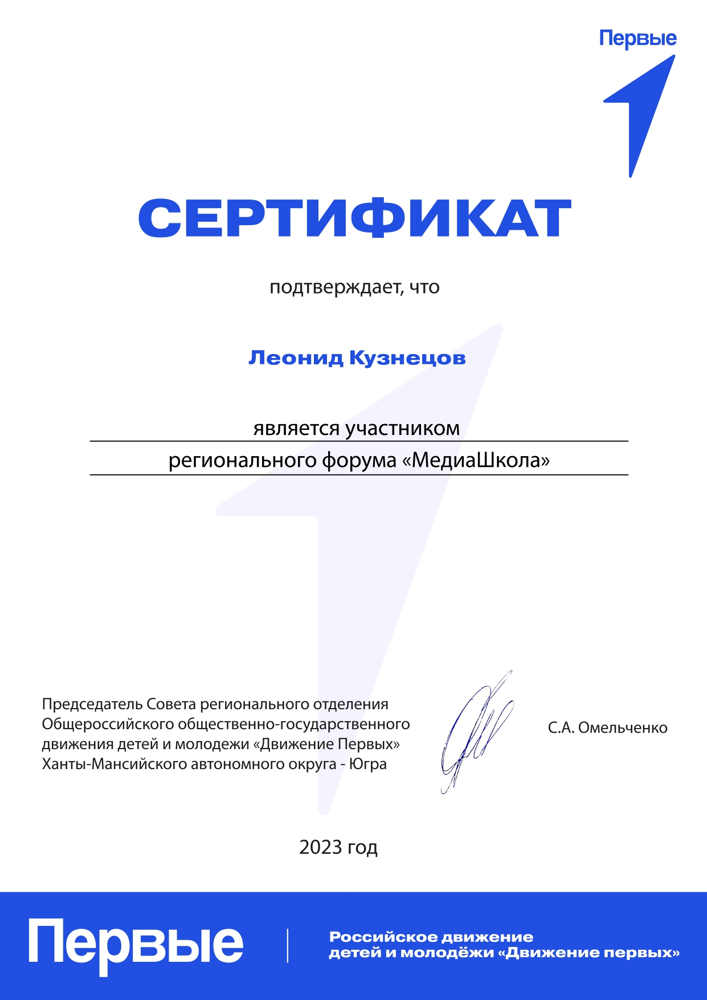 Первые
СЕРТИФИКАТ
подтверждает, что
Леонид Кузнецов
является участником
регионального форума «МедиаШкола»
Председатель Совета регионального отделения
Общероссийского общественно-государственного
движения детей и молодежи «Движение Первых»
Ханты-Мансийского автономного округа - Югра
С.А. Омельченко
2023 год
Первые
Российское движение
детей и молодёжи «Движение первых»